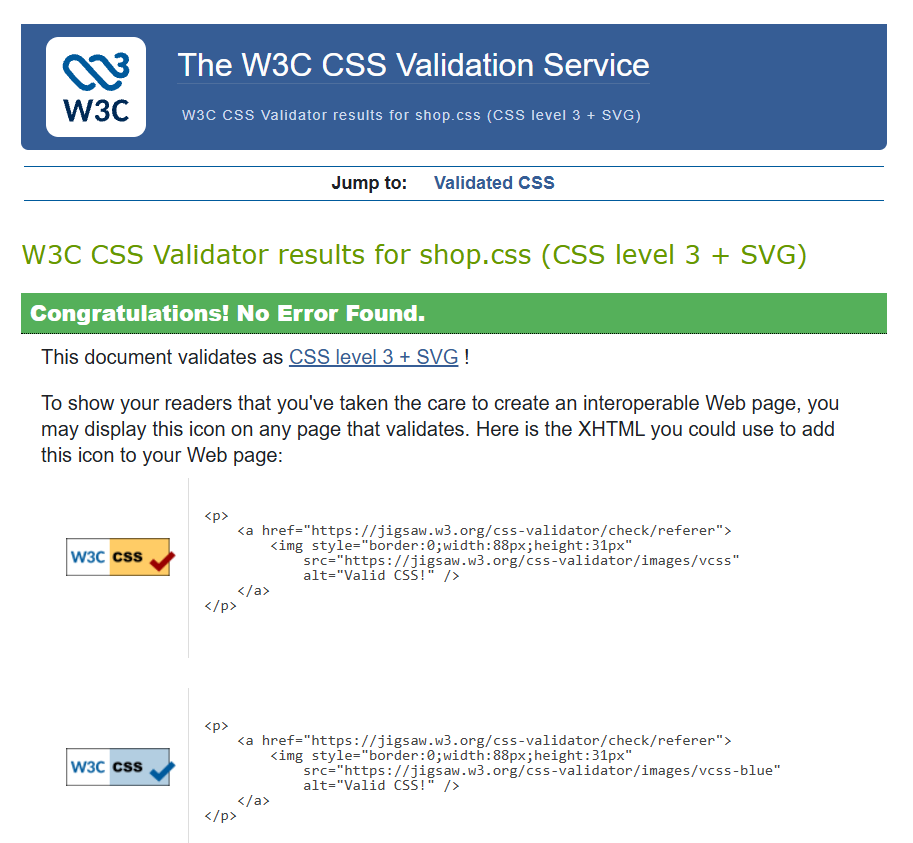 W3C
The W3C CSS Validation Service
W3C CSS Validator results for shop.css (CSS level 3 + SVG)
Jump to: Validated CSS
W3C CSS Validator results for shop.css (CSS level 3 + SVG)
Congratulations! No Error Found.
This document validates as CSS level 3 + SVG !
To show your readers that you've taken the care to create an interoperable Web page, you
may display this icon on any page that validates. Here is the XHTML you could use to add
this icon to your Web page:
W3C css
<p>
    <a href="https://jigsaw.w3.org/css-validator/check/referer">
        <img style="border:0;width:88px;height:31px"
            src="https://jigsaw.w3.org/css-validator/images/vcss"
            alt="Valid CSS!" />
    </a>
</p>
W3C css
<p>
    <a href="https://jigsaw.w3.org/css-validator/check/referer">
        <img style="border:0;width:88px;height:31px"
            src="https://jigsaw.w3.org/css-validator/images/vcss-blue"
            alt="Valid CSS!" />
    </a>
</p>